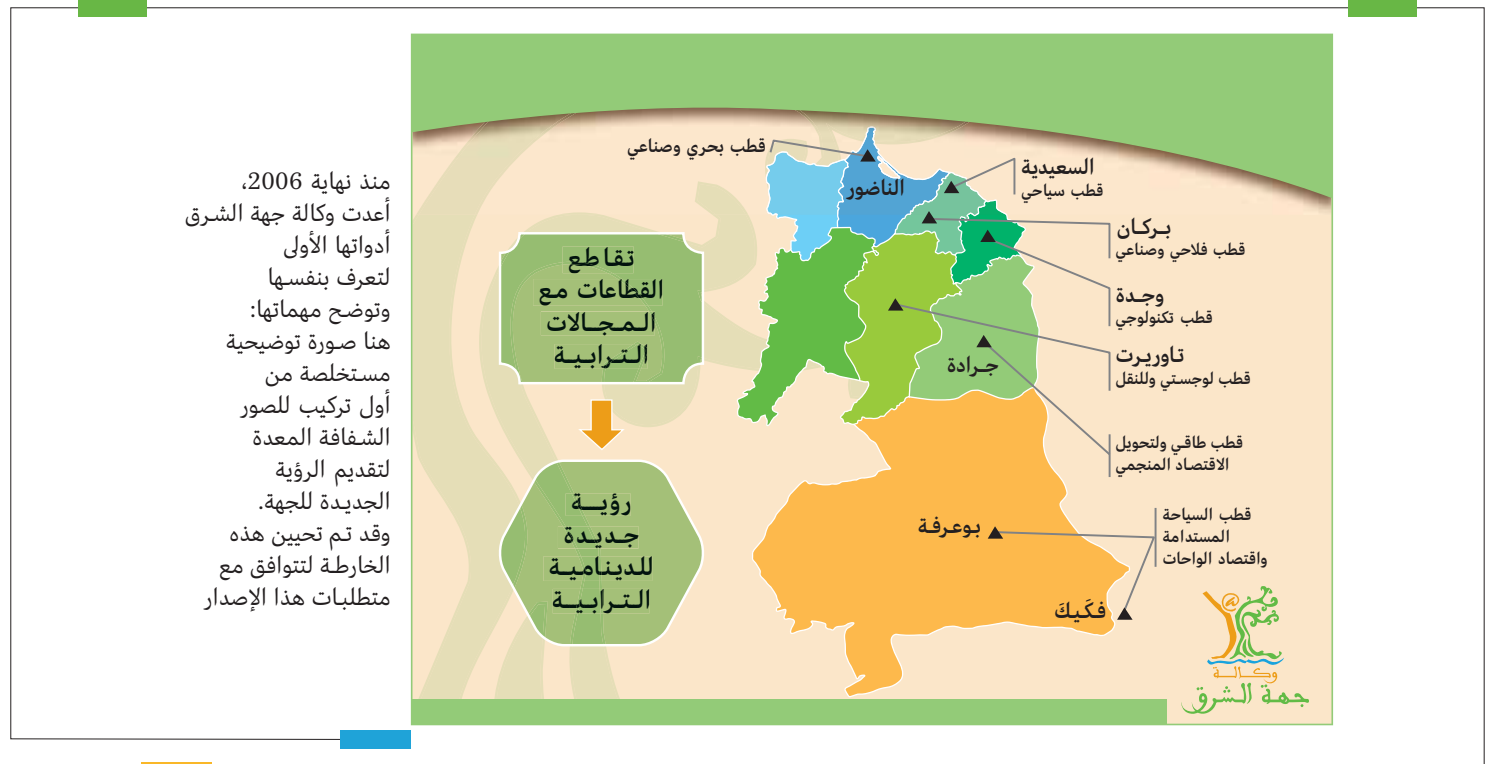 منذ نهاية 2006،
أعدت وكالة جهة الشرق
أدواتها الأولى
لتعرف بنفسها
وتوضح مهماتها:
هنا صورة توضيحية
مستخلصة من
أول تركيب للصور
الشفافة المعدة
لتقديم الرؤية
الجديدة للجهة.
وقد تم تحيين هذه
الخارطة لتتوافق مع
متطلبات هذا الإصدار
تقاطع
القطاعات مع
المجالات
الترابية
رؤية
جديدة
للدينامية
الترابية
قطب بحري وصناعي
الناضور
السعيدية
قطب سياحي
بركان
قطب فلاحي وصناعي
وجدة
قطب تكنولوجي
تاوريرت
قطب لوجستي وللنقل
جرادة
قطب طاقي ولتحويل
الاقتصاد المنجمي
بوعرفة
قطب السياحة
المستدامة
واقتصاد الواحات
فكَيكَ
@
وكالة
جهة الشرق